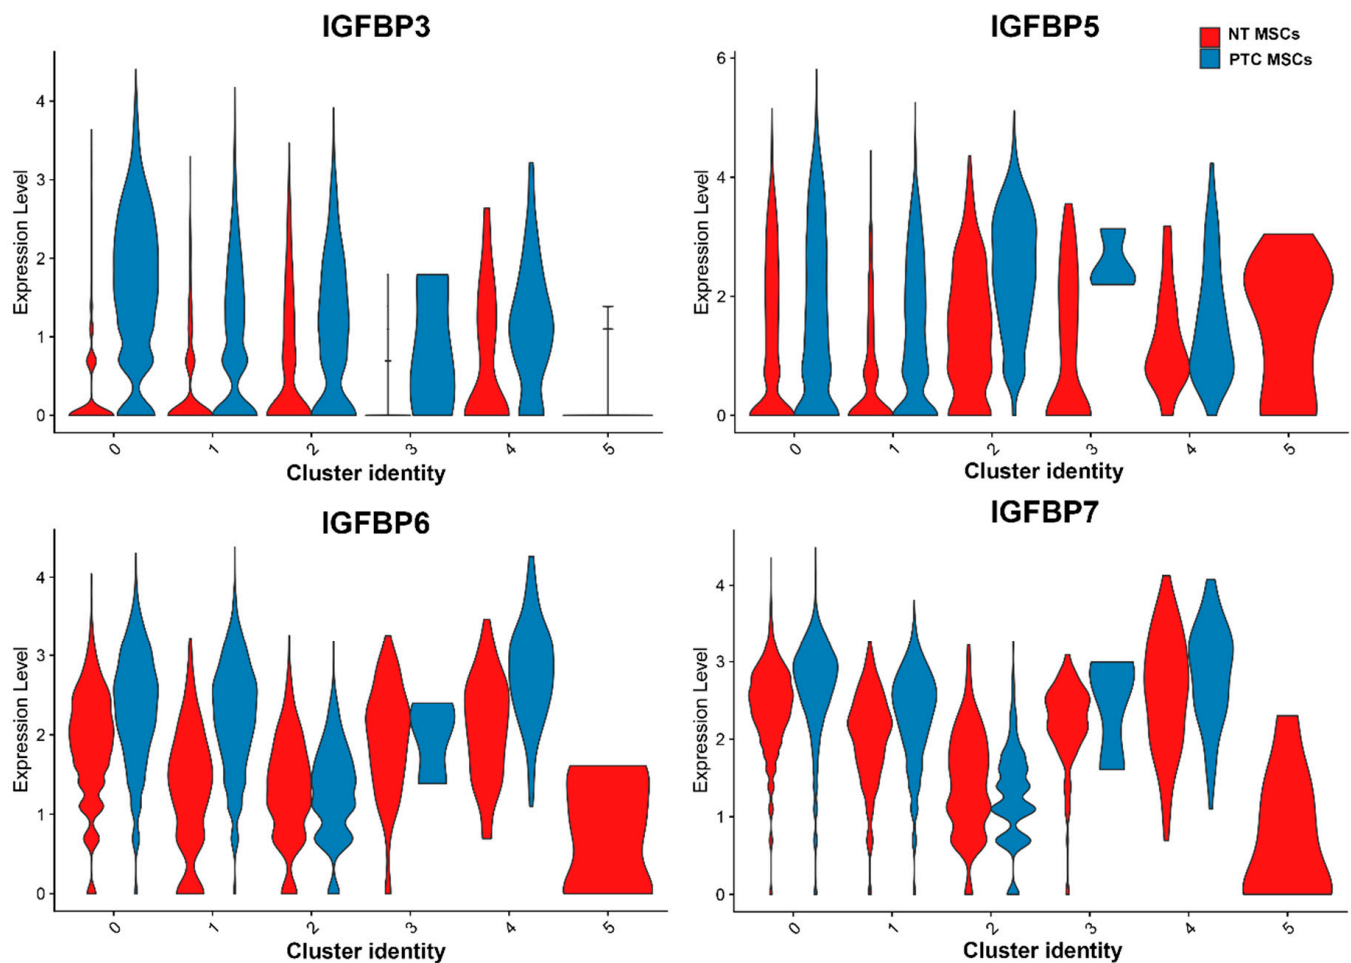 IGFBP3
Expression Level
4
3
2
1
0
0 1 2 3 4 5
Cluster identity
IGFBP5
NT MSCs
PTC MSCs
Expression Level
6
4
2
0
0 1 2 3 4 5
Cluster identity
IGFBP6
Expression Level
4
3
2
1
0
0 1 2 3 4 5
Cluster identity
IGFBP7
Expression Level
4
3
2
1
0
0 1 2 3 4 5
Cluster identity